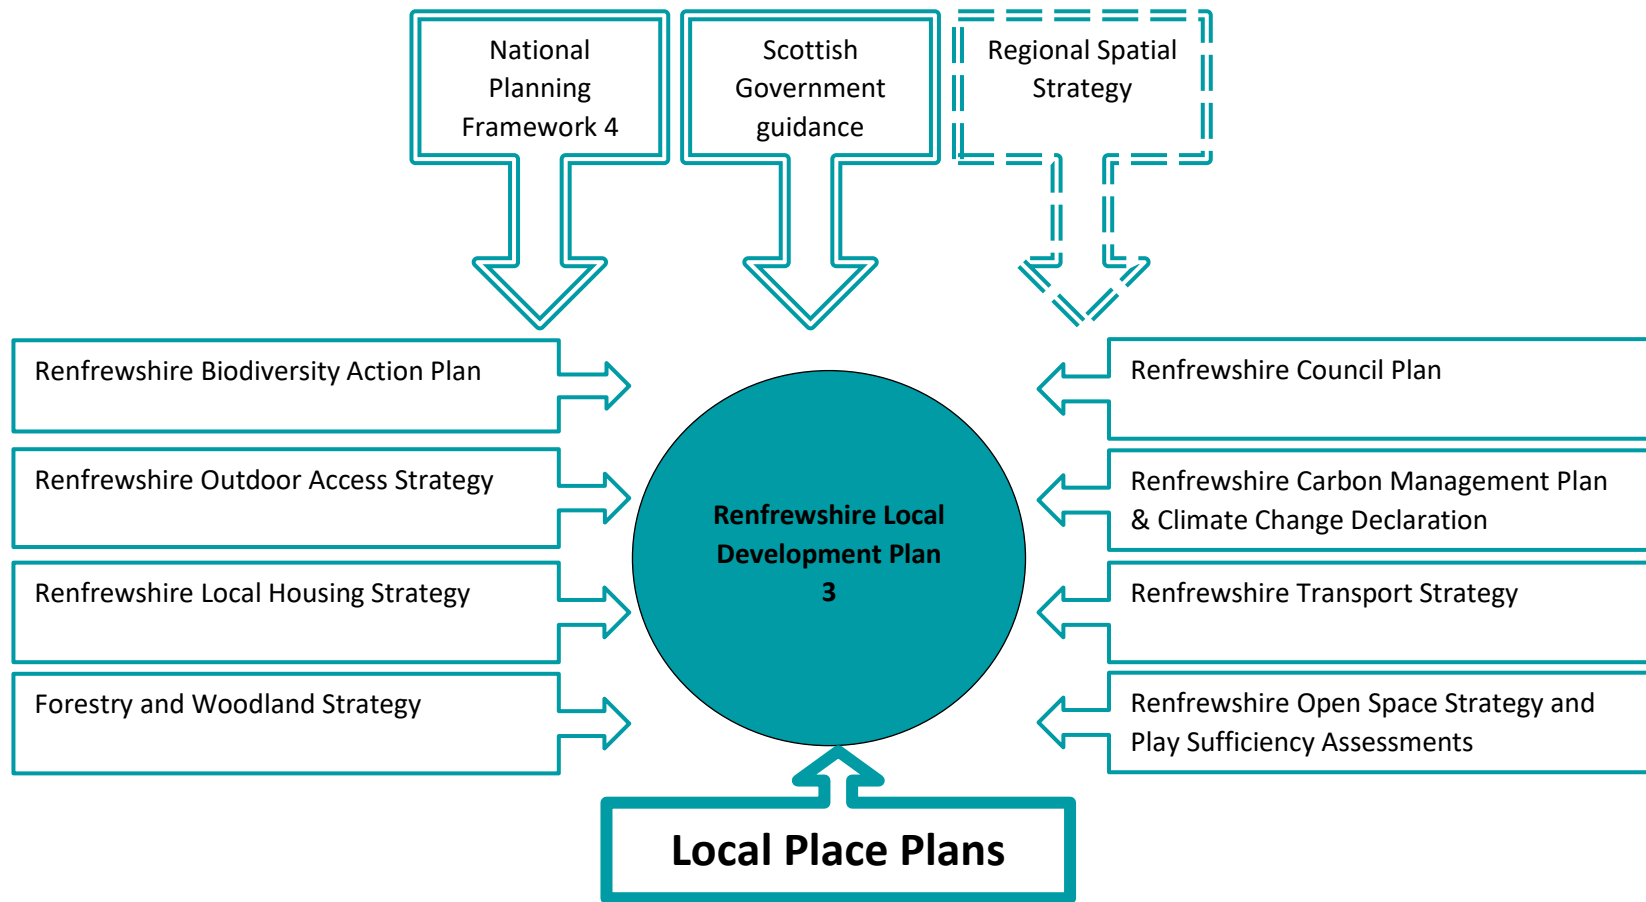 National
Planning
Framework 4
Scottish
Government
guidance
Regional Spatial
Strategy
Renfrewshire Biodiversity Action Plan
Renfrewshire Outdoor Access Strategy
Renfrewshire Local Housing Strategy
Forestry and Woodland Strategy
Renfrewshire Local
Development Plan
3
Renfrewshire Council Plan
Renfrewshire Carbon Management Plan
& Climate Change Declaration
Renfrewshire Transport Strategy
Renfrewshire Open Space Strategy and
Play Sufficiency Assessments
Local Place Plans